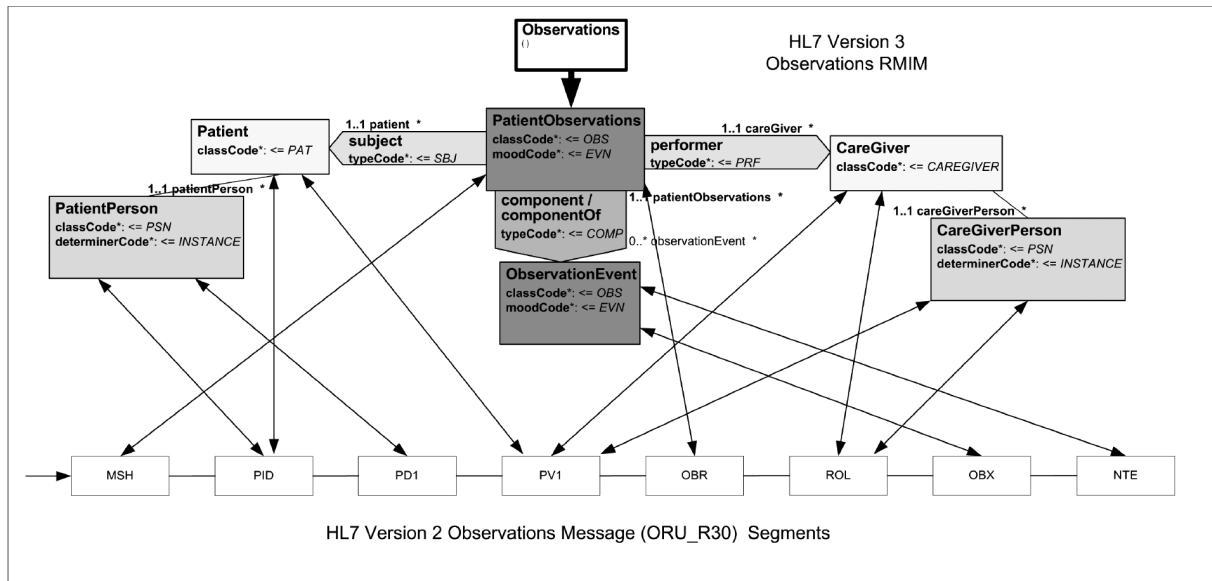 Observations
( )
HL7 Version 3
Observations RMIM
Patient
classCode*: <= PAT
1..1 patient *
subject
typeCode*: <= SBJ
PatientObservations
classCode*: <= OBS
moodCode*: <= EVN
1..1 careGiver *
performer
typeCode*: <= PRF
CareGiver
classCode*: <= CAREGIVER
1..1 patientPerson *
PatientPerson
classCode*: <= PSN
determinerCode*: <= INSTANCE
component /
componentOf
typeCode*: <= COMP
1..1 patientObservations *
0..* observationEvent *
1..1 careGiverPerson *
CareGiverPerson
classCode*: <= PSN
determinerCode*: <= INSTANCE
ObservationEvent
classCode*: <= OBS
moodCode*: <= EVN
MSH
PID
PD1
PV1
OBR
ROL
OBX
NTE
HL7 Version 2 Observations Message (ORU_R30) Segments